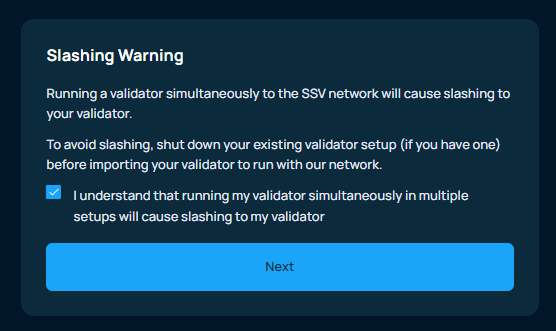 Slashing Warning
Running a validator simultaneously to the SSV network will cause slashing to
your validator.
To avoid slashing, shut down your existing validator setup (if you have one)
before importing your validator to run with our network.
I understand that running my validator simultaneously in multiple
setups will cause slashing to my validator
Next